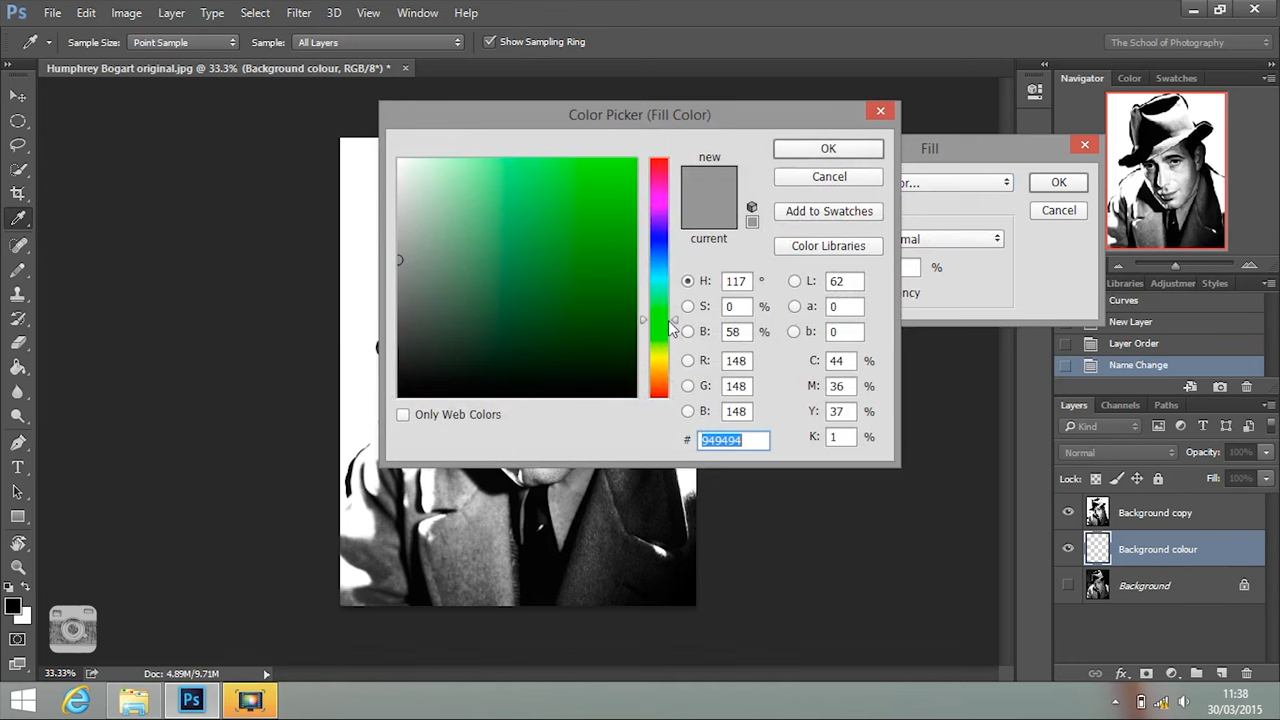 Ps File Edit Image Layer Type Select Filter 3D View Window Help
Sample Size: Point Sample Sample: All Layers Show Sampling Ring The School of Photography
Humphrey Bogart original.jpg @ 33.3% (Background colour, RGB/8*) * ×
Navigator Color Swatches
Color Picker (Fill Color)
Fill
new
OK
Cancel
Add to Swatches
current
Color Libraries
or...
OK
Cancel
mal
%
ncy
H: 117 ° L: 62
S: 0 % a: 0
B: 58 % b: 0
R: 148 C: 44 %
G: 148 M: 36 %
B: 148 Y: 37 %
# 949494 K: 1 %
Only Web Colors
Libraries Adjustmer Styles
Curves
New Layer
Layer Order
Name Change
Layers Channels Paths
Kind
Normal Opacity: 100%
Lock: Fill: 100%
Background copy
Background colour
Background
fx
33.33% Doc: 4.89M/9.71M
Ps
11:38
30/03/2015